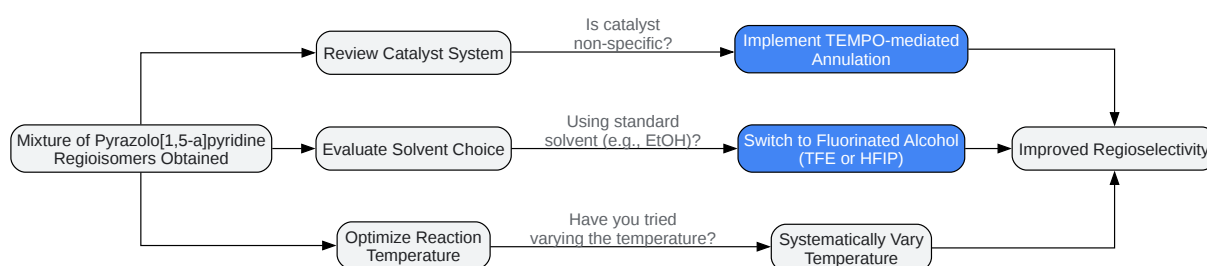 Mixture of Pyrazolo[1,5-a]pyridine
Regioisomers Obtained
Review Catalyst System
Is catalyst
non-specific?
Implement TEMPO-mediated
Annulation
Evaluate Solvent Choice
Using standard
solvent (e.g., EtOH)?
Switch to Fluorinated Alcohol
(TFE or HFIP)
Optimize Reaction
Temperature
Have you tried
varying the temperature?
Systematically Vary
Temperature
Improved Regioselectivity